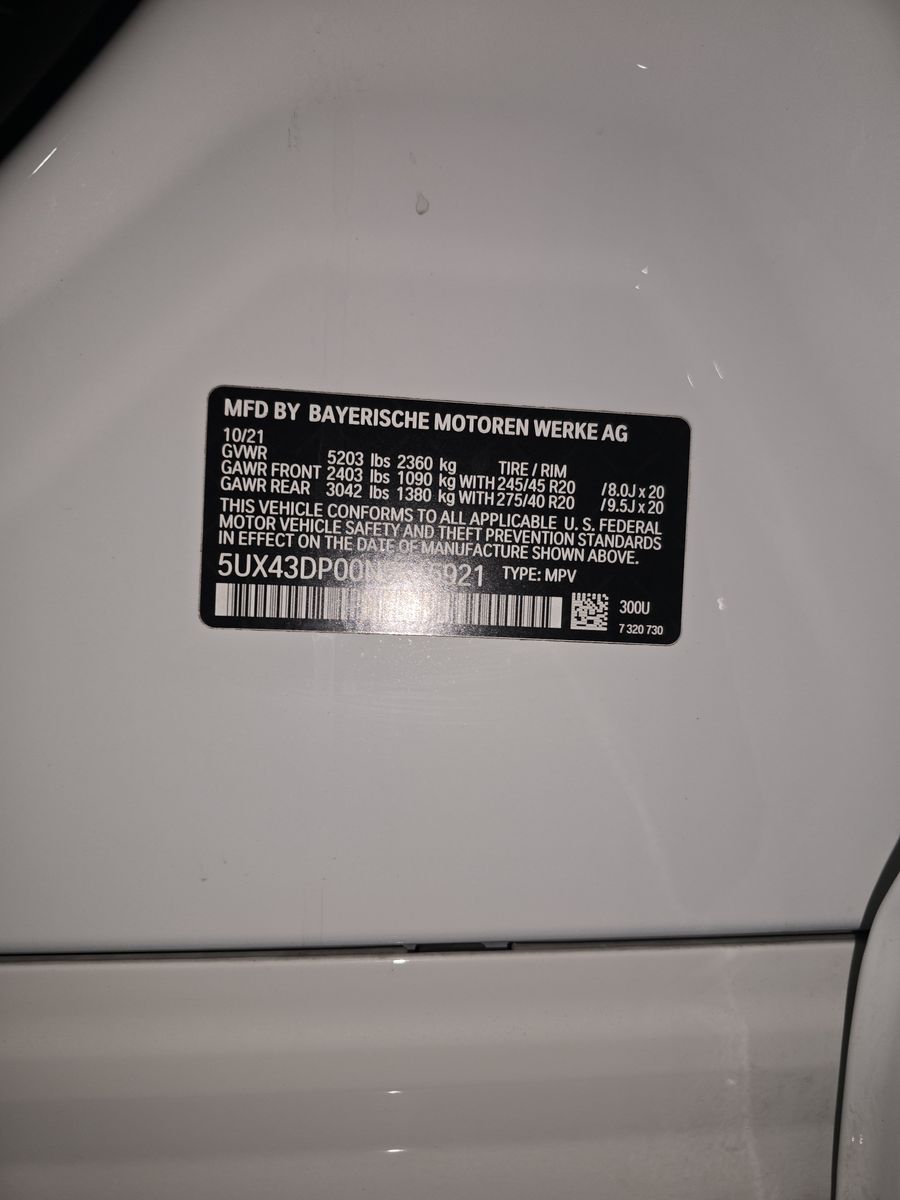 MFD BY BAYERISCHE MOTOREN WERKE AG
10/21
GVWR 5203 lbs 2360 kg TIRE / RIM
GAWR FRONT 2403 lbs 1090 kg WITH 245/45 R20 /8.0J x 20
GAWR REAR 3042 lbs 1380 kg WITH 275/40 R20 /9.5J x 20
THIS VEHICLE CONFORMS TO ALL APPLICABLE U.S. FEDERAL
MOTOR VEHICLE SAFETY AND THEFT PREVENTION STANDARDS
IN EFFECT ON THE DATE OF MANUFACTURE SHOWN ABOVE.
TYPE: MPV
300U
7 320 730